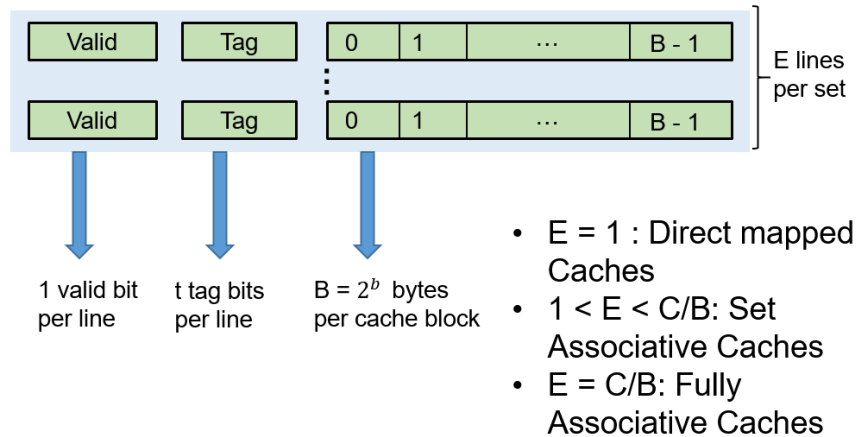 Valid Tag 0 1 ... B - 1
E lines
per set
⋮
Valid Tag 0 1 ... B - 1
1 valid bit
per line
t tag bits
per line
B = 2^b bytes
per cache block
• E = 1 : Direct mapped
Caches
• 1 < E < C/B: Set
Associative Caches
• E = C/B: Fully
Associative Caches